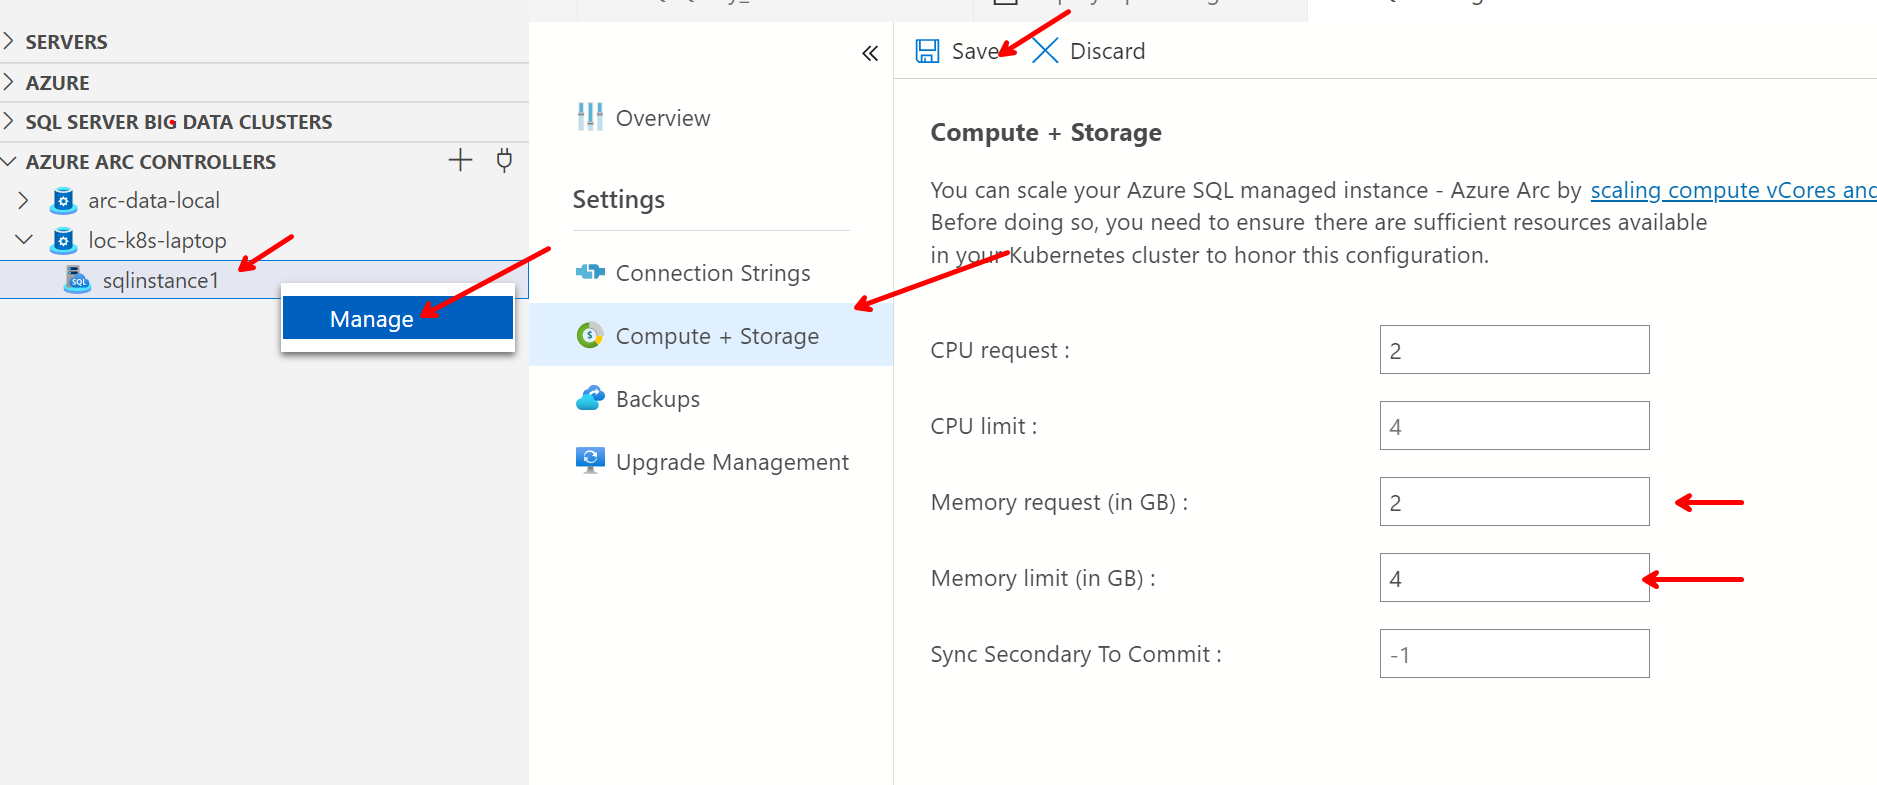 SERVERS
AZURE
SQL SERVER BIG DATA CLUSTERS
AZURE ARC CONTROLLERS
arc-data-local
loc-k8s-laptop
SQL
sqlinstance1
Manage
Overview
Settings
Connection Strings
$
Compute + Storage
Backups
Upgrade Management
Save
Discard
Compute + Storage
You can scale your Azure SQL managed instance - Azure Arc by scaling compute vCores and
Before doing so, you need to ensure there are sufficient resources available
in your Kubernetes cluster to honor this configuration.
CPU request : 2
CPU limit : 4
Memory request (in GB) : 2
Memory limit (in GB) : 4
Sync Secondary To Commit : -1